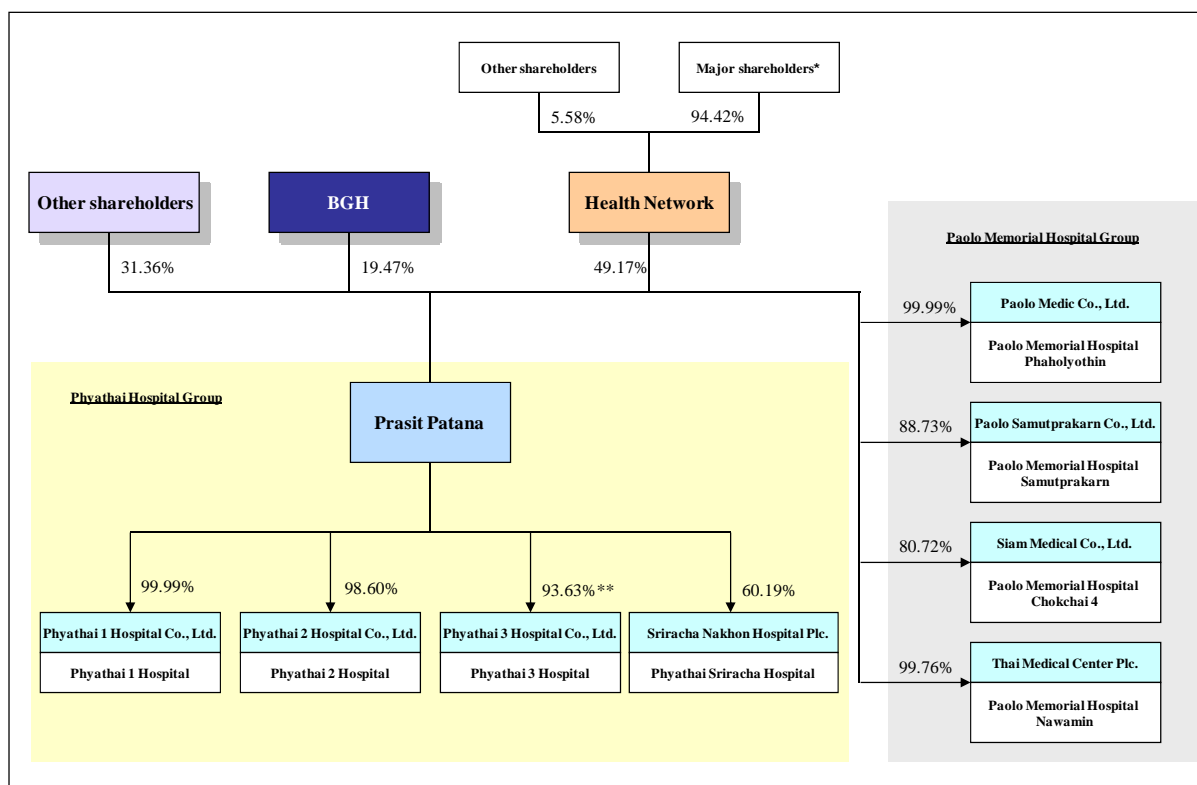 Other shareholders
Major shareholders*
5.58%
94.42%
Other shareholders
BGH
Health Network
31.36%
19.47%
49.17%
Paolo Memorial Hospital Group
99.99%
Paolo Medic Co., Ltd.
Paolo Memorial Hospital
Phaholyothin
88.73%
Paolo Samutprakarn Co., Ltd.
Paolo Memorial Hospital
Samutprakarn
80.72%
Siam Medical Co., Ltd.
Paolo Memorial Hospital
Chokchai 4
99.76%
Thai Medical Center Plc.
Paolo Memorial Hospital
Nawamin
Phyathai Hospital Group
Prasit Patana
99.99%
98.60%
93.63%**
60.19%
Phyathai 1 Hospital Co., Ltd.
Phyathai 1 Hospital
Phyathai 2 Hospital Co., Ltd.
Phyathai 2 Hospital
Phyathai 3 Hospital Co., Ltd.
Phyathai 3 Hospital
Sriracha Nakhon Hospital Plc.
Phyathai Sriracha Hospital